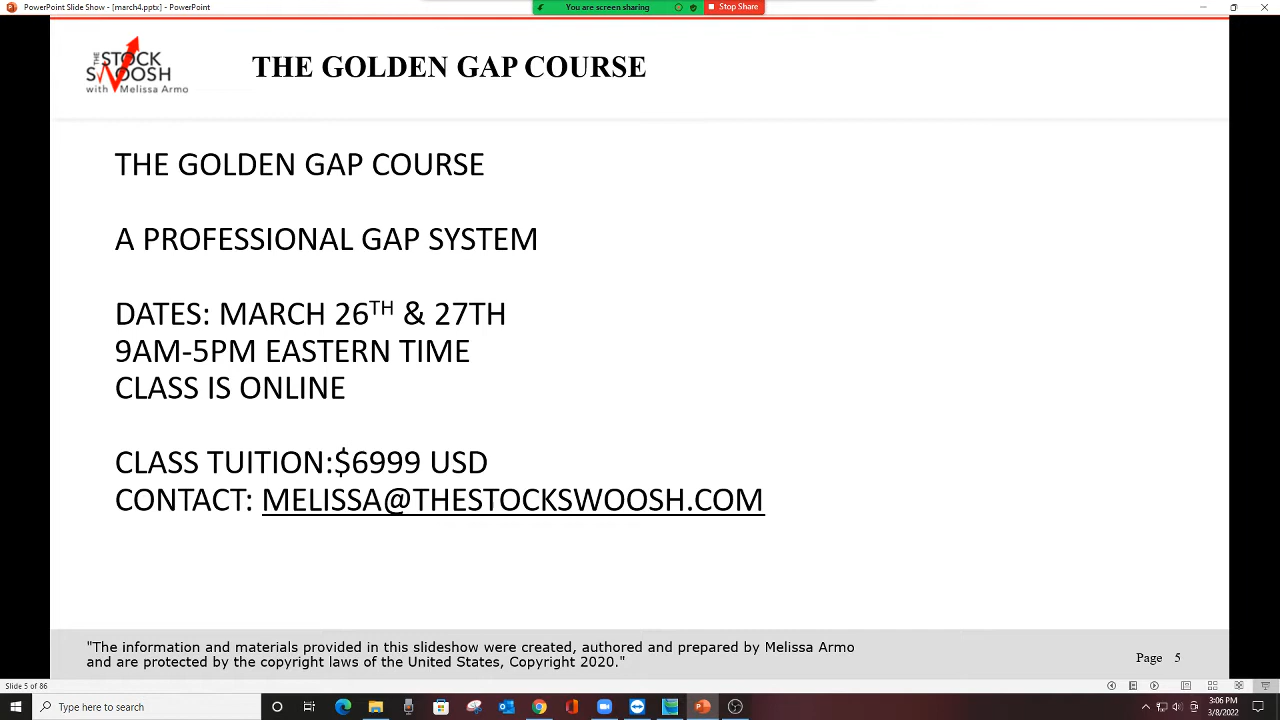 PowerPoint Slide Show - [march4.pptx] - PowerPoint
You are screen sharing
Stop Share
THE
STOCK
SWOOSH
with Melissa Armo
THE GOLDEN GAP COURSE
THE GOLDEN GAP COURSE
A PROFESSIONAL GAP SYSTEM
DATES: MARCH 26TH & 27TH
9AM-5PM EASTERN TIME
CLASS IS ONLINE
CLASS TUITION:$6999 USD
CONTACT: MELISSA@THESTOCKSWOOSH.COM
"The information and materials provided in this slideshow were created, authored and prepared by Melissa Armo
and are protected by the copyright laws of the United States, Copyright 2020."
Page 5
Slide 5 of 86
Type here to search
3:06 PM
3/8/2022